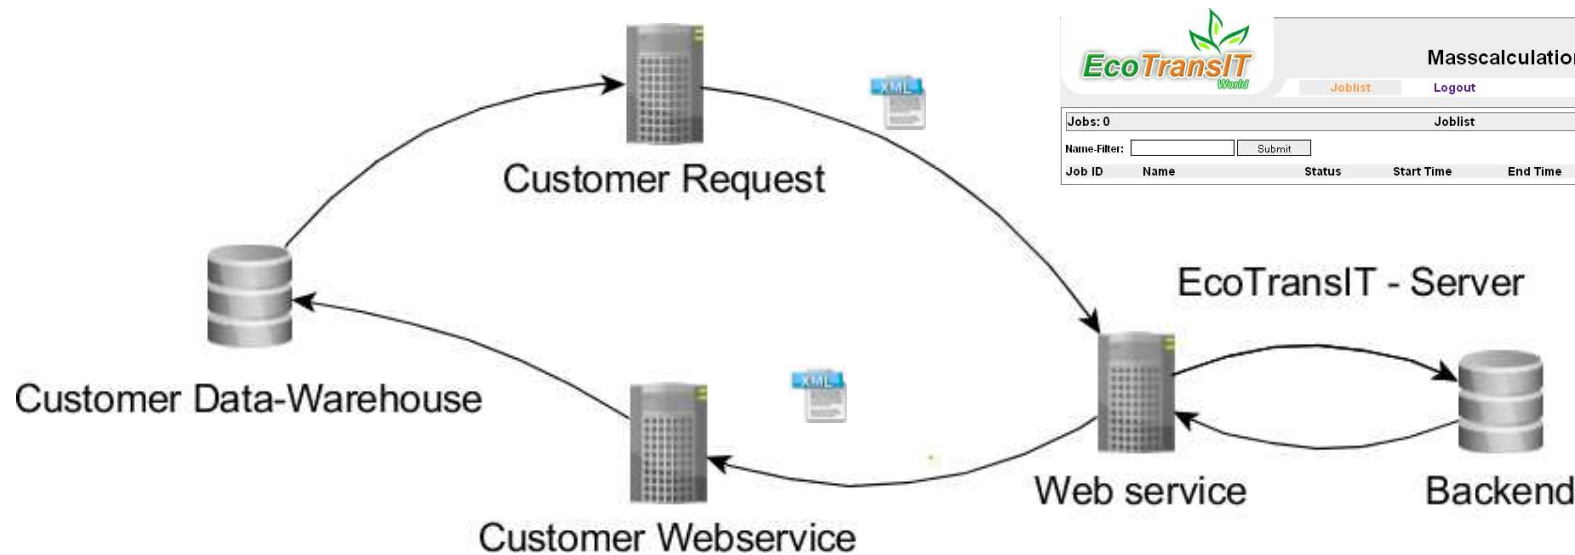 EcoTransIT
World
Masscalculation
Joblist Logout
Jobs: 0 Joblist
Name-Filter: Submit
Job ID Name Status Start Time End Time
XML
Customer Request
EcoTransIT - Server
XML
Customer Data-Warehouse
Web service
Backend
Customer Webservice